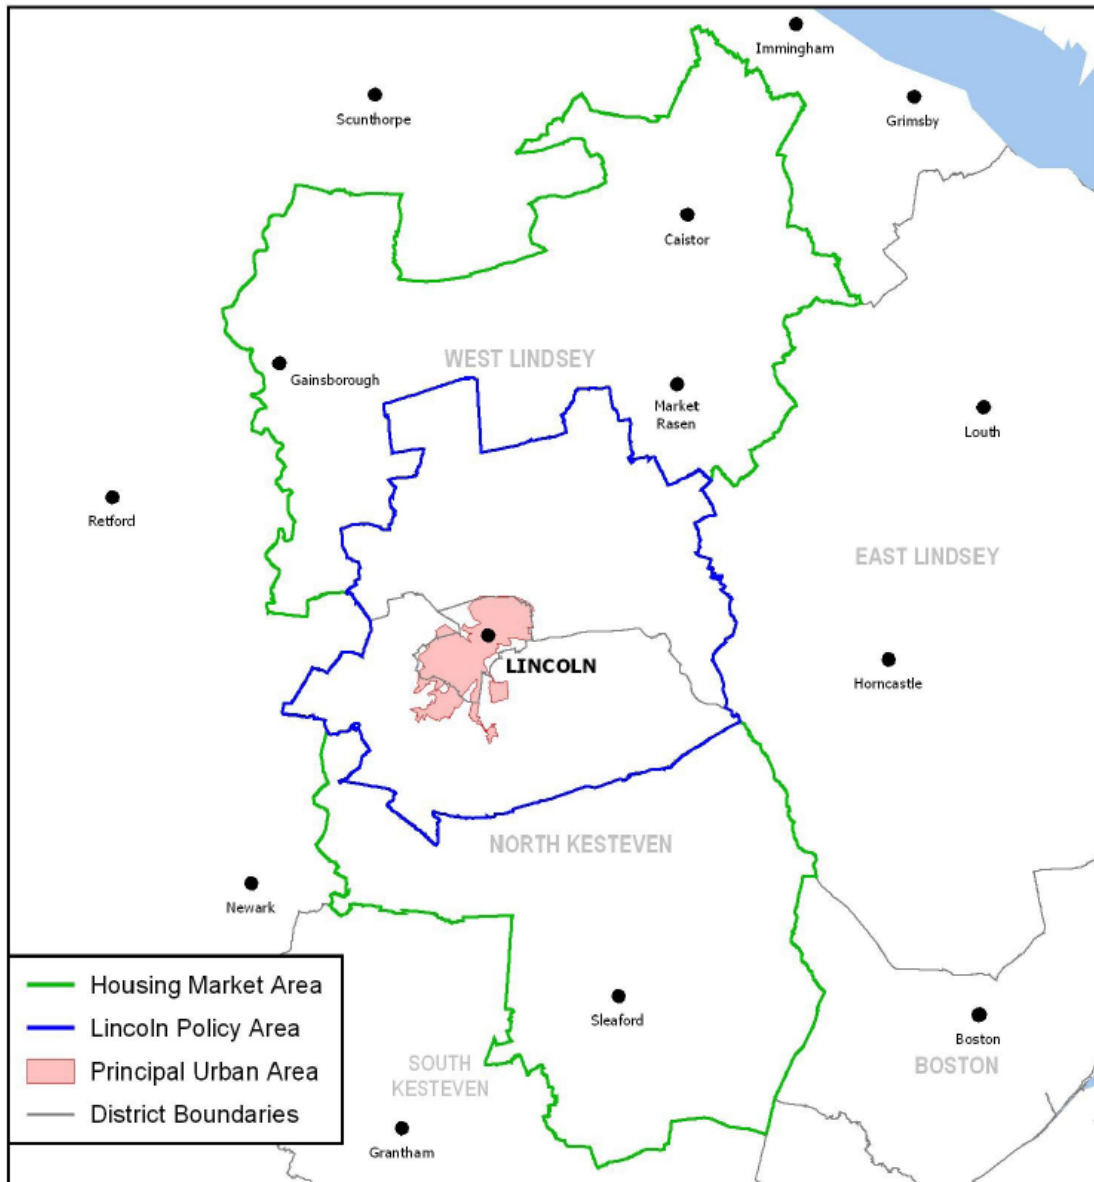 Immingham
Scunthorpe
Grimsby
Caistor
WEST LINDSEY
Gainsborough
Market
Rasen
Louth
Retford
EAST LINDSEY
LINCOLN
Horncastle
NORTH KESTEVEN
Newark
Sleaford
Boston
BOSTON
SOUTH
KESTEVEN
Grantham
Housing Market Area
Lincoln Policy Area
Principal Urban Area
District Boundaries